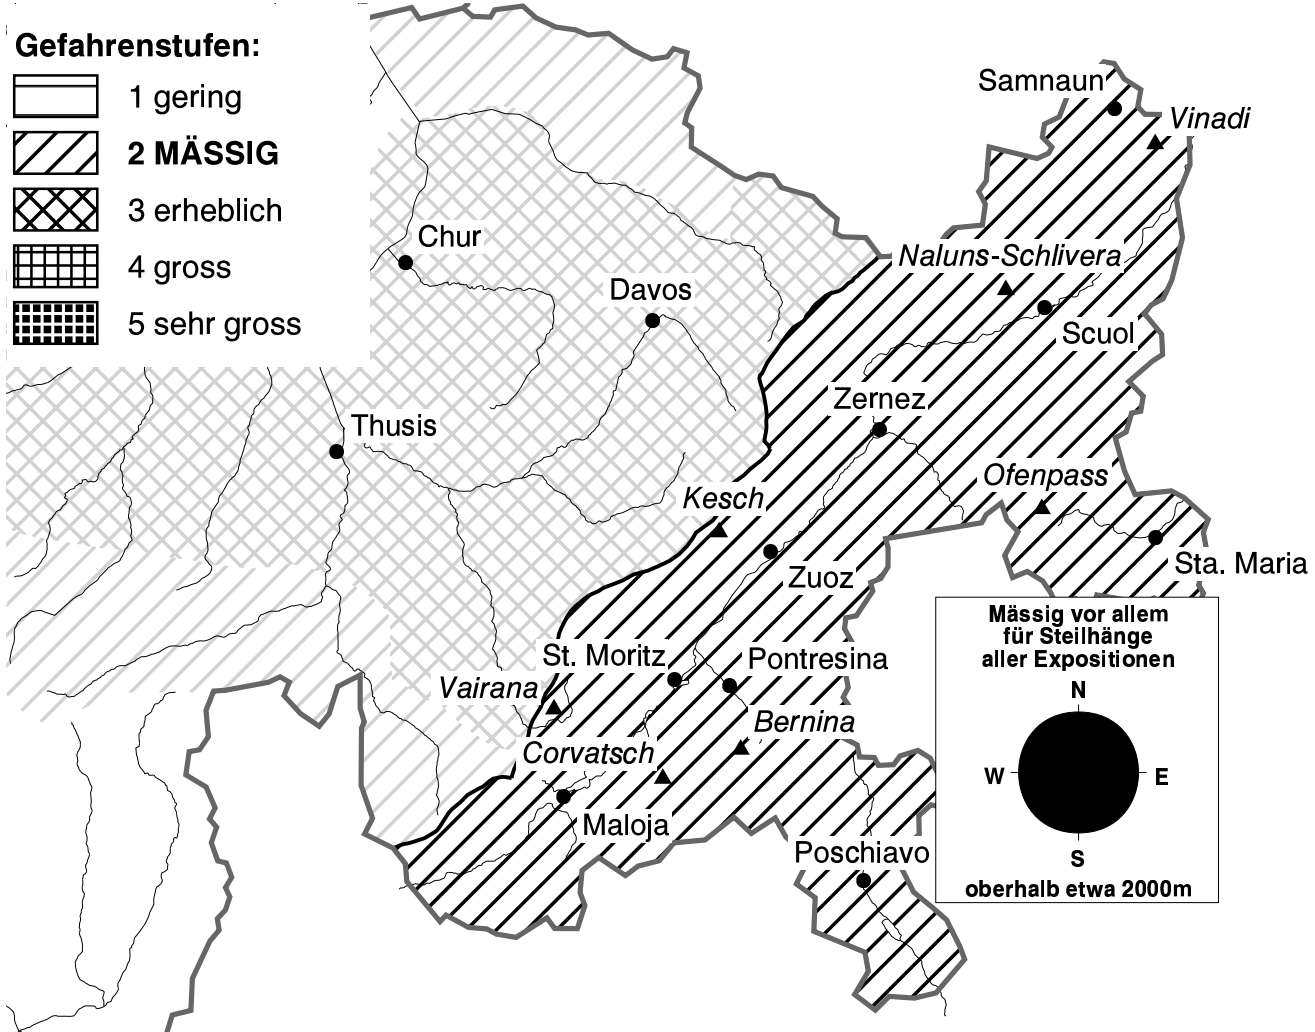 Gefahrenstufen:
1 gering
2 MÄSSIG
3 erheblich
4 gross
5 sehr gross
Samnaun
Vinadi
Chur
Naluns-Schlivera
Davos
Scuol
Zernez
Thusis
Ofenpass
Kesch
Sta. Maria
Zuoz
St. Moritz
Pontresina
Vairana
Bernina
Corvatsch
Maloja
Poschiavo
Mässig vor allem
für Steilhänge
aller Expositionen
N
W E
S
oberhalb etwa 2000m